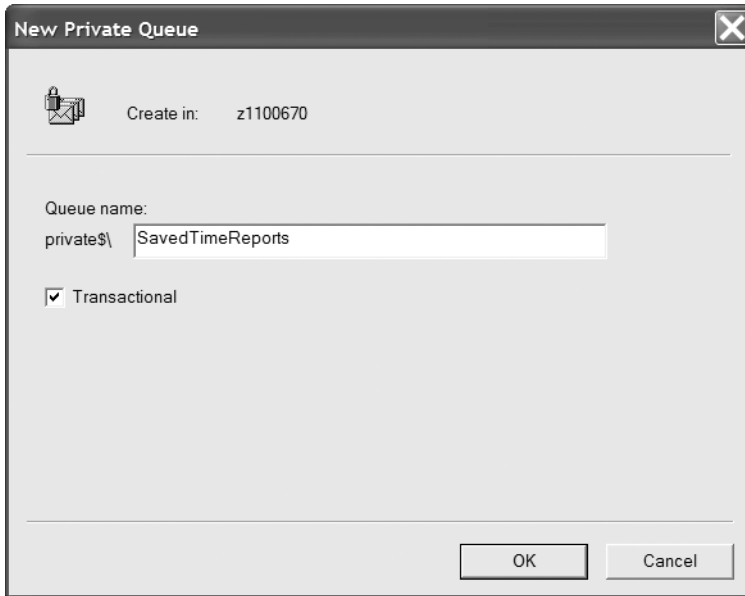 New Private Queue
Create in: z1100670
Queue name:
private$\ SavedTimeReports
Transactional
OK Cancel